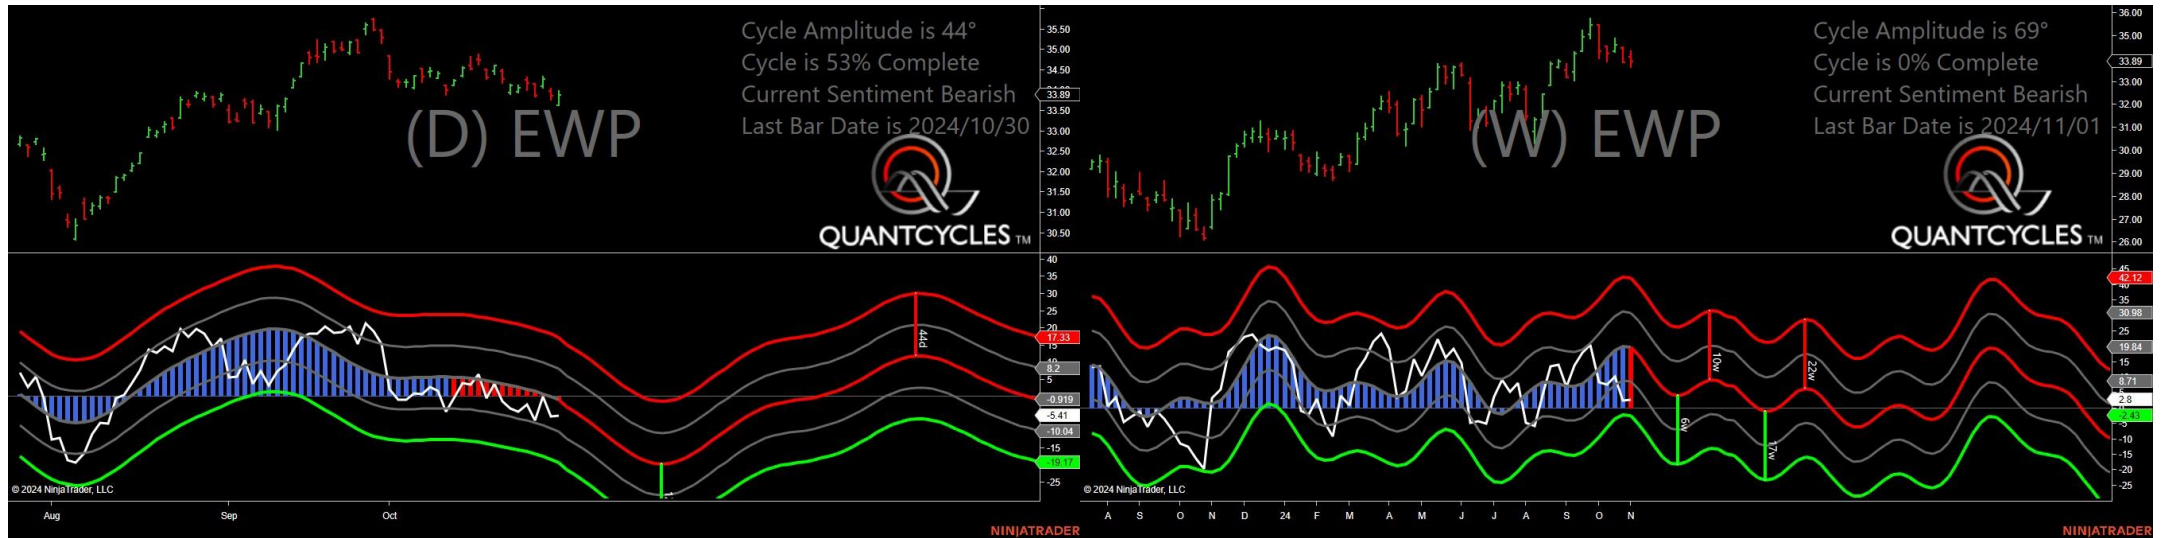 Cycle Amplitude is 44°
Cycle is 53% Complete
Current Sentiment Bearish
Last Bar Date is 2024/10/30
(D) EWP
QUANTCYCLES TM
35.50
35.00
34.50
33.89
33.50
33.00
32.50
32.00
31.50
31.00
30.50
40
35
30
25
20
17.33
15
10
8.2
5
-0.919
-5.41
-10.04
-15
-19.17
-25
44d
© 2024 NinjaTrader, LLC
Aug
Sep
Oct
NINJATRADER
Cycle Amplitude is 69°
Cycle is 0% Complete
Current Sentiment Bearish
Last Bar Date is 2024/11/01
(W) EWP
QUANTCYCLES TM
36.00
35.00
33.89
33.00
32.00
31.00
30.00
29.00
28.00
27.00
26.00
45
42.12
40
35
30.98
25
19.84
15
8.71
2.8
-2.43
-5
-10
-15
-20
-25
6w
10w
17w
22w
© 2024 NinjaTrader, LLC
A S O N D 24 F M A M J J A S O N
NINJATRADER